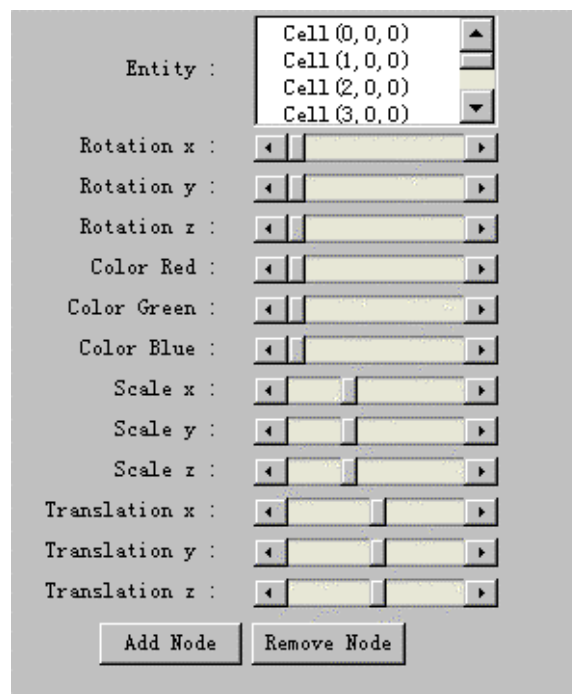 Entity :
Cell(0,0,0)
Cell(1,0,0)
Cell(2,0,0)
Cell(3,0,0)
Rotation x :
Rotation y :
Rotation z :
Color Red :
Color Green :
Color Blue :
Scale x :
Scale y :
Scale z :
Translation x :
Translation y :
Translation z :
Add Node Remove Node